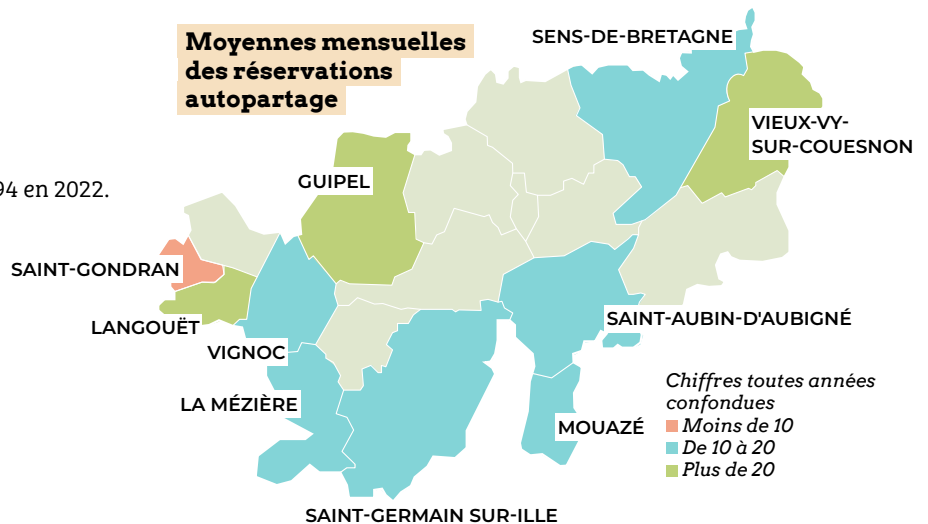 Moyennes mensuelles
des réservations
autopartage
SENS-DE-BRETAGNE
VIEUX-VY-
SUR-COUESNON
GUIPEL
94 en 2022.
SAINT-GONDRAN
LANGOUËT
VIGNOC
SAINT-AUBIN-D'AUBIGNÉ
LA MÉZIÈRE
MOUAZÉ
SAINT-GERMAIN SUR-ILLE
Chiffres toutes années
confondues
Moins de 10
De 10 à 20
Plus de 20